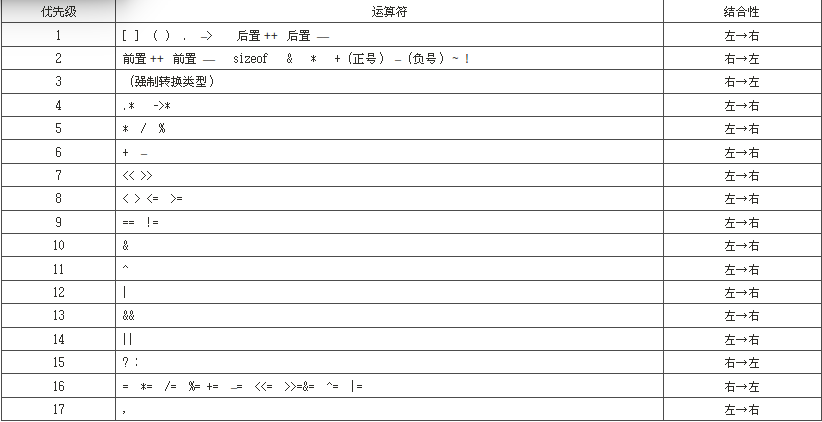 优先级 运算符 结合性
1 [ ] ( ) . —> 后置 ++ 后置 —— 左→右
2 前置 ++ 前置 —— sizeof & * +（正号） —（负号） ~ ! 右→左
3 （强制转换类型） 右→左
4 .* ->* 左→右
5 * / % 左→右
6 + — 左→右
7 << >> 左→右
8 < > <= >= 左→右
9 == != 左→右
10 & 左→右
11 ^ 左→右
12 | 左→右
13 && 左→右
14 || 左→右
15 ? : 右→左
16 = *= /= %= += —= <<= >>=&= ^= |= 右→左
17 , 左→右